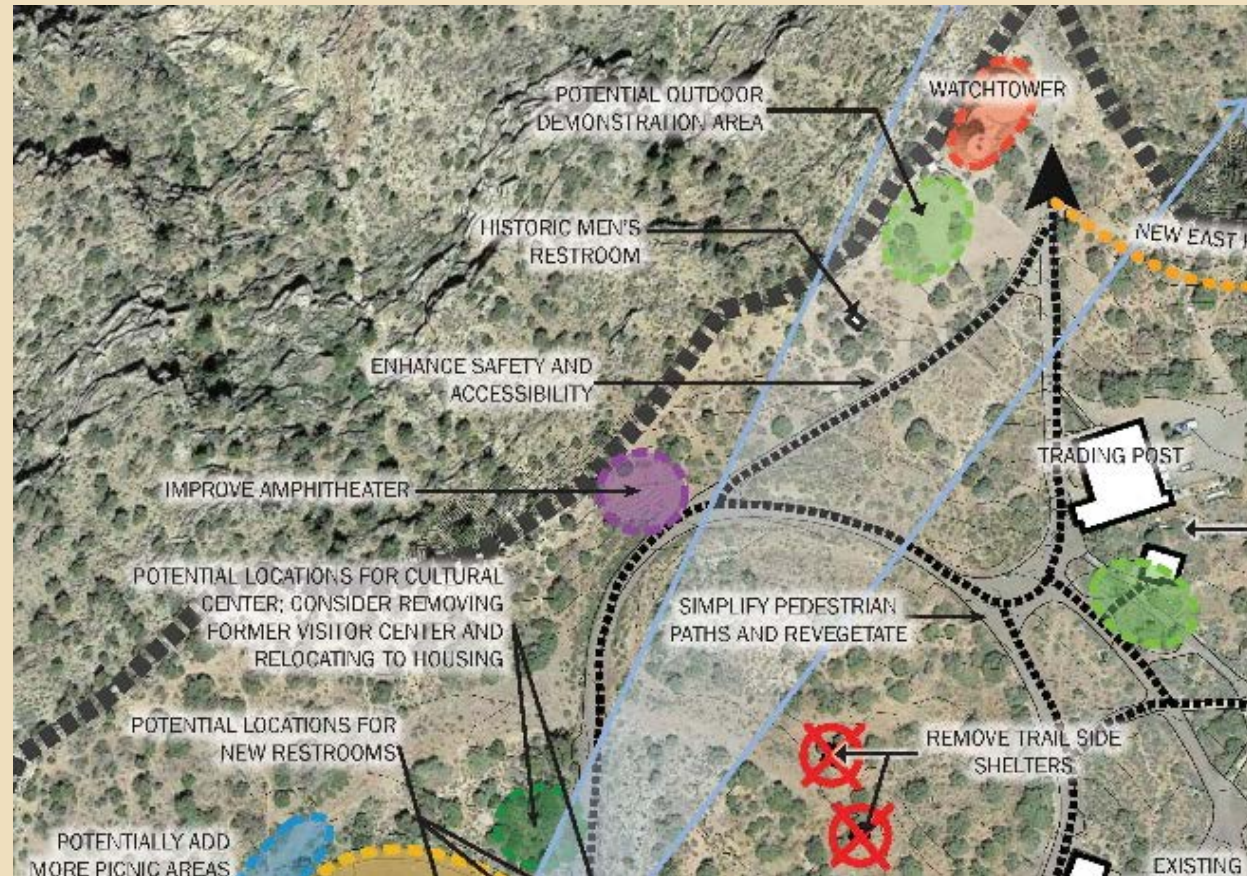 POTENTIAL OUTDOOR
DEMONSTRATION AREA
WATCHTOWER
HISTORIC MEN'S
RESTROOM
NEW EAST
ENHANCE SAFETY AND
ACCESSIBILITY
TRADING POST
IMPROVE AMPHITHEATER
POTENTIAL LOCATIONS FOR CULTURAL
CENTER; CONSIDER REMOVING
FORMER VISITOR CENTER AND
RELOCATING TO HOUSING
SIMPLIFY PEDESTRIAN
PATHS AND REVEGETATE
POTENTIAL LOCATIONS FOR
NEW RESTROOMS
REMOVE TRAIL SIDE
SHELTERS
POTENTIALLY ADD
MORE PICNIC AREAS
EXISTING